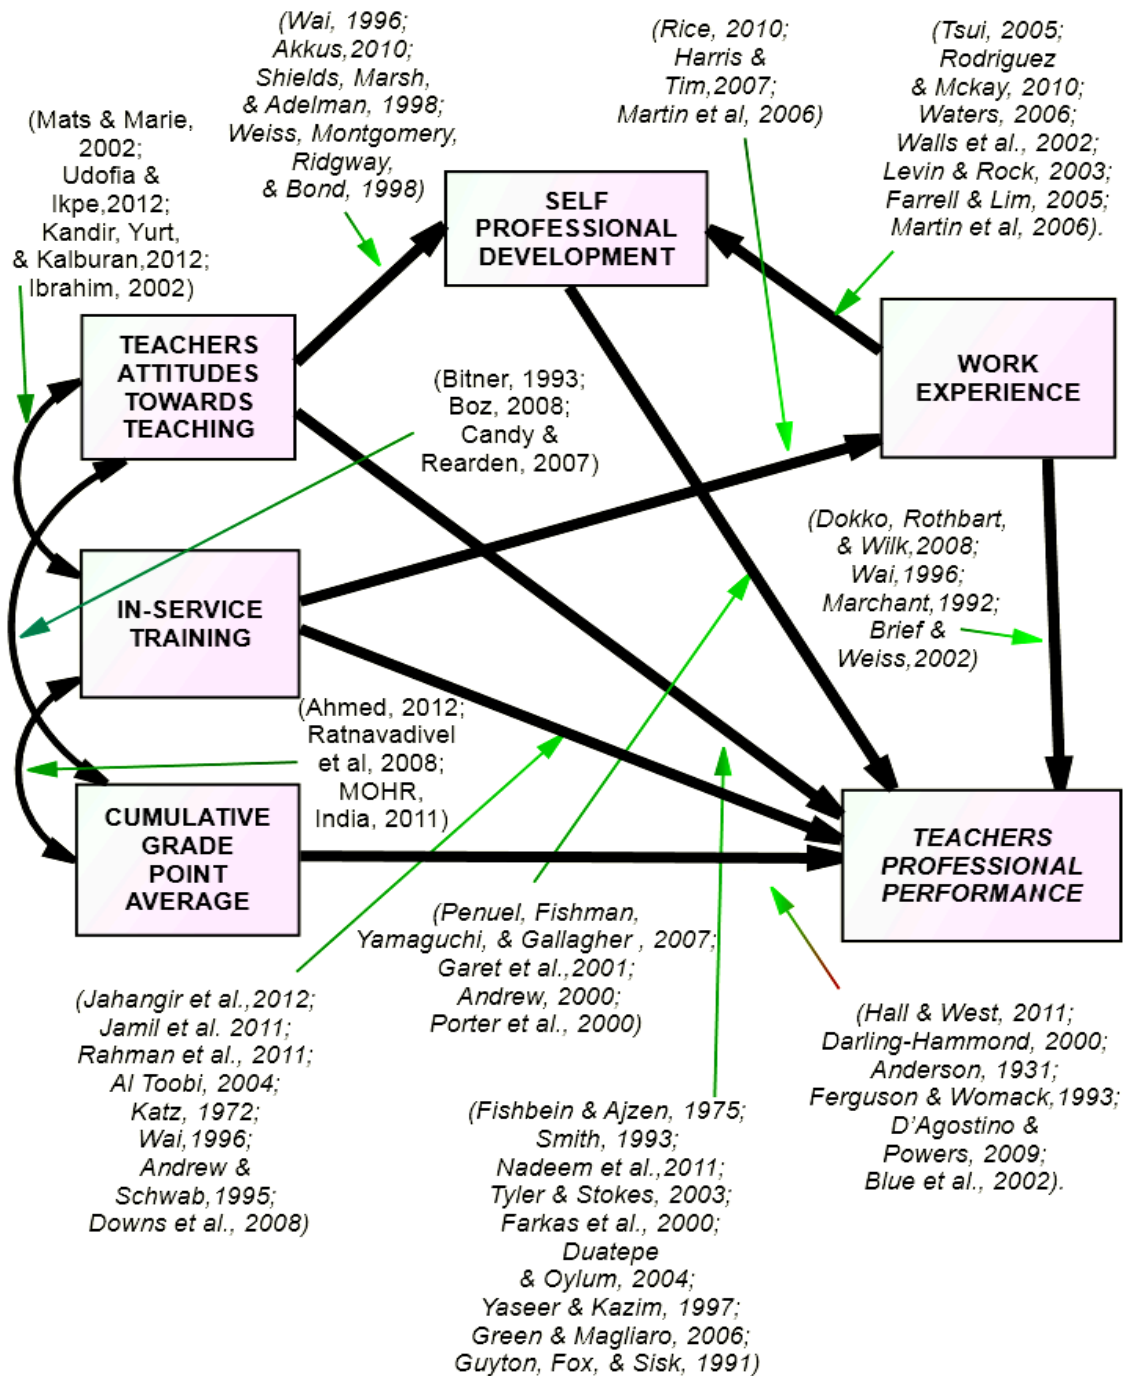 (Wai, 1996;
Akkus,2010;
Shields, Marsh,
& Adelman, 1998;
Weiss, Montgomery,
Ridgway,
& Bond, 1998)
(Rice, 2010;
Harris &
Tim,2007;
Martin et al, 2006)
(Tsui, 2005;
Rodriguez
& Mckay, 2010;
Waters, 2006;
Walls et al., 2002;
Levin & Rock, 2003;
Farrell & Lim, 2005;
Martin et al, 2006).
(Mats & Marie,
2002;
Udofia &
Ikpe,2012;
Kandir, Yurt,
& Kalburan,2012;
Ibrahim, 2002)
SELF
PROFESSIONAL
DEVELOPMENT
TEACHERS
ATTITUDES
TOWARDS
TEACHING
WORK
EXPERIENCE
(Bitner, 1993;
Boz, 2008;
Candy &
Rearden, 2007)
(Dokko, Rothbart,
& Wilk,2008;
Wai,1996;
Marchant,1992;
Brief &
Weiss,2002)
IN-SERVICE
TRAINING
(Ahmed, 2012;
Ratnavadivel
et al, 2008;
MOHR,
India, 2011)
CUMULATIVE
GRADE
POINT
AVERAGE
TEACHERS
PROFESSIONAL
PERFORMANCE
(Penuel, Fishman,
Yamaguchi, & Gallagher , 2007;
Garet et al.,2001;
Andrew, 2000;
Porter et al., 2000)
(Jahangir et al.,2012;
Jamil et al. 2011;
Rahman et al., 2011;
Al Toobi, 2004;
Katz, 1972;
Wai,1996;
Andrew &
Schwab,1995;
Downs et al., 2008)
(Hall & West, 2011;
Darling-Hammond, 2000;
Anderson, 1931;
Ferguson & Womack,1993;
D'Agostino &
Powers, 2009;
Blue et al., 2002).
(Fishbein & Ajzen, 1975;
Smith, 1993;
Nadeem et al.,2011;
Tyler & Stokes, 2003;
Farkas et al., 2000;
Duatepe
& Oylum, 2004;
Yaseer & Kazim, 1997;
Green & Magliaro, 2006;
Guyton, Fox, & Sisk, 1991)